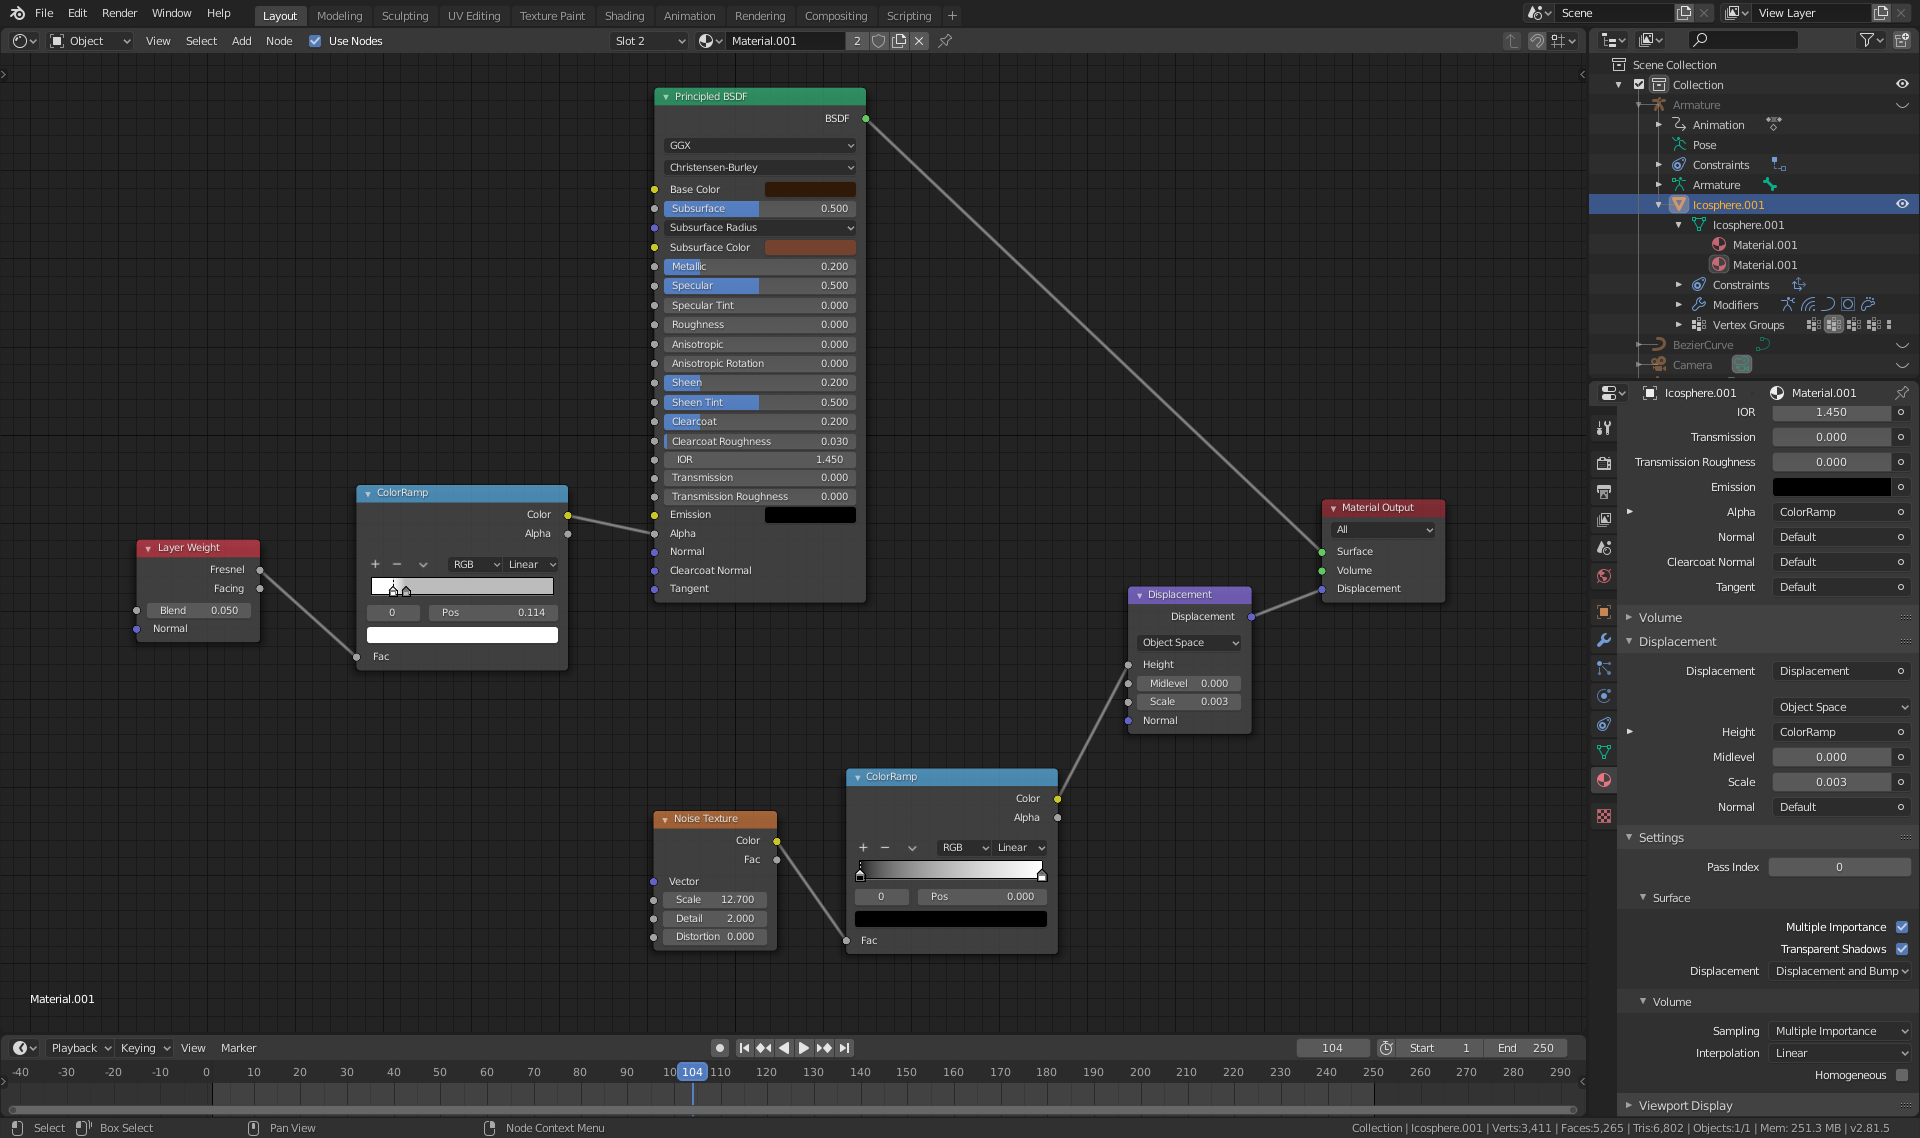 File Edit Render Window Help Layout Modeling Sculpting UV Editing Texture Paint Shading Animation Rendering Compositing Scripting + Scene View Layer
Object View Select Add Node Use Nodes Slot 2 Material.001 2
Principled BSDF
BSDF
GGX
Christensen-Burley
Base Color
Subsurface 0.500
Subsurface Radius
Subsurface Color
Metallic 0.200
Specular 0.500
Specular Tint 0.000
Roughness 0.000
Anisotropic 0.000
Anisotropic Rotation 0.000
Sheen 0.200
Sheen Tint 0.500
Clearcoat 0.200
Clearcoat Roughness 0.030
IOR 1.450
Transmission 0.000
Transmission Roughness 0.000
Emission
Alpha
Normal
Clearcoat Normal
Tangent
ColorRamp
Color
Alpha
+ − RGB Linear
0 Pos 0.114
Fac
Layer Weight
Fresnel
Facing
Blend 0.050
Normal
Material Output
All
Surface
Volume
Displacement
Displacement
Displacement
Object Space
Height
Midlevel 0.000
Scale 0.003
Normal
ColorRamp
Color
Alpha
+ − RGB Linear
0 Pos 0.000
Fac
Noise Texture
Color
Fac
Vector
Scale 12.700
Detail 2.000
Distortion 0.000
Material.001
Scene Collection
Collection
Armature
Animation
Pose
Constraints
Armature
Icosphere.001
Icosphere.001
Material.001
Material.001
Constraints
Modifiers
Vertex Groups
BezierCurve
Camera
Icosphere.001 Material.001
IOR 1.450
Transmission 0.000
Transmission Roughness 0.000
Emission
Alpha ColorRamp
Normal Default
Clearcoat Normal Default
Tangent Default
Volume
Displacement
Displacement Displacement
Object Space
Height ColorRamp
Midlevel 0.000
Scale 0.003
Normal Default
Settings
Pass Index 0
Surface
Multiple Importance
Transparent Shadows
Displacement Displacement and Bump
Volume
Sampling Multiple Importance
Interpolation Linear
Homogeneous
Viewport Display
Playback Keying View Marker 104 Start 1 End 250
-40 -30 -20 -10 0 10 20 30 40 50 60 70 80 90 10 104 110 120 130 140 150 160 170 180 190 200 210 220 230 240 250 260 270 280 290
Select Box Select Pan View Node Context Menu Collection | Icosphere.001 | Verts:3,411 | Faces:5,265 | Tris:6,802 | Objects:1/1 | Mem: 251.3 MB | v2.81.5